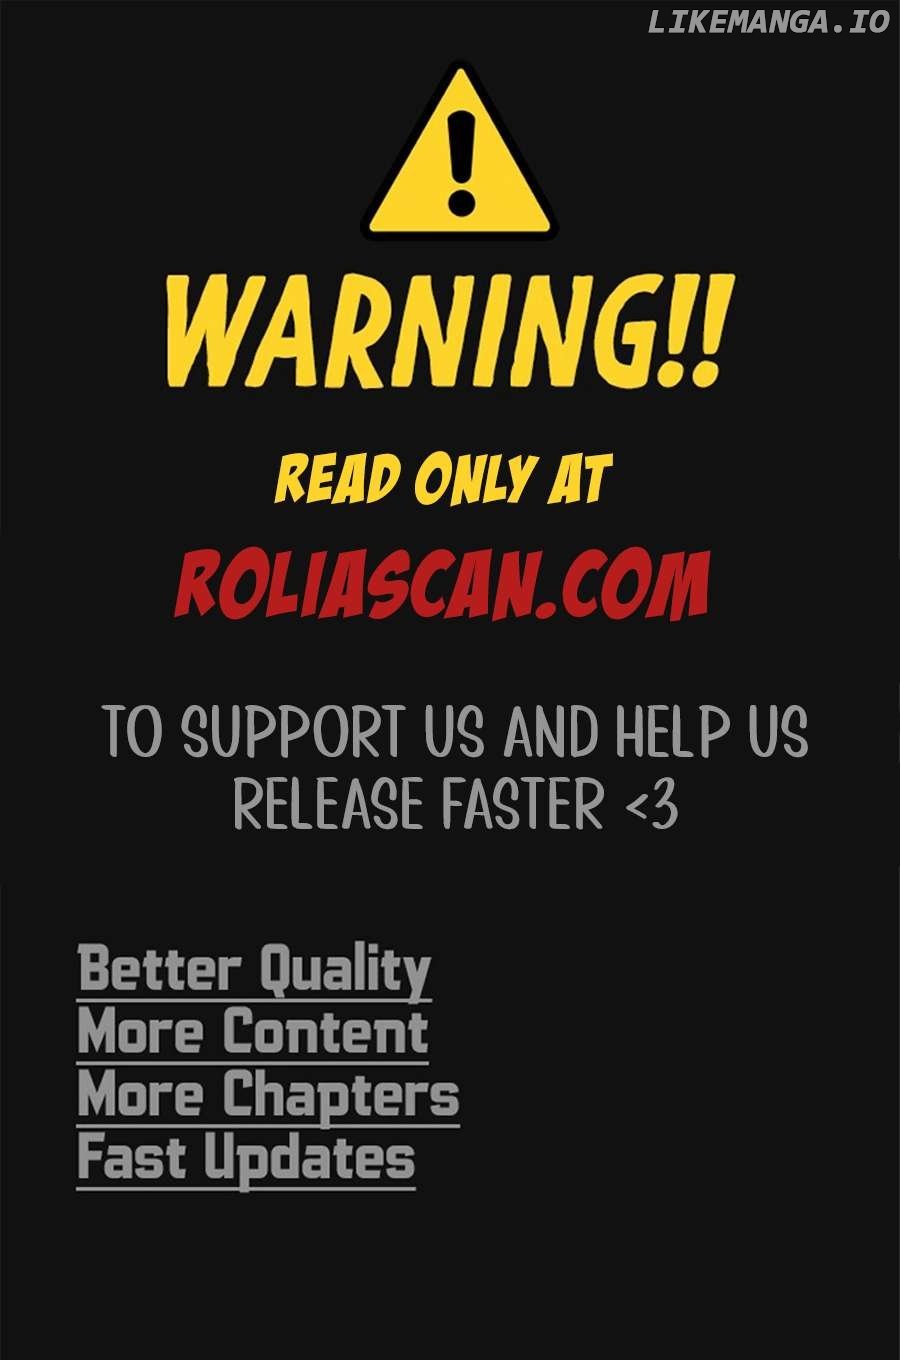 LIKEMANGA.IO
!
WARNING!!
READ ONLY AT
ROLIASCAN.COM
TO SUPPORT US AND HELP US
RELEASE FASTER <3
Better Quality
More Content
More Chapters
Fast Updates